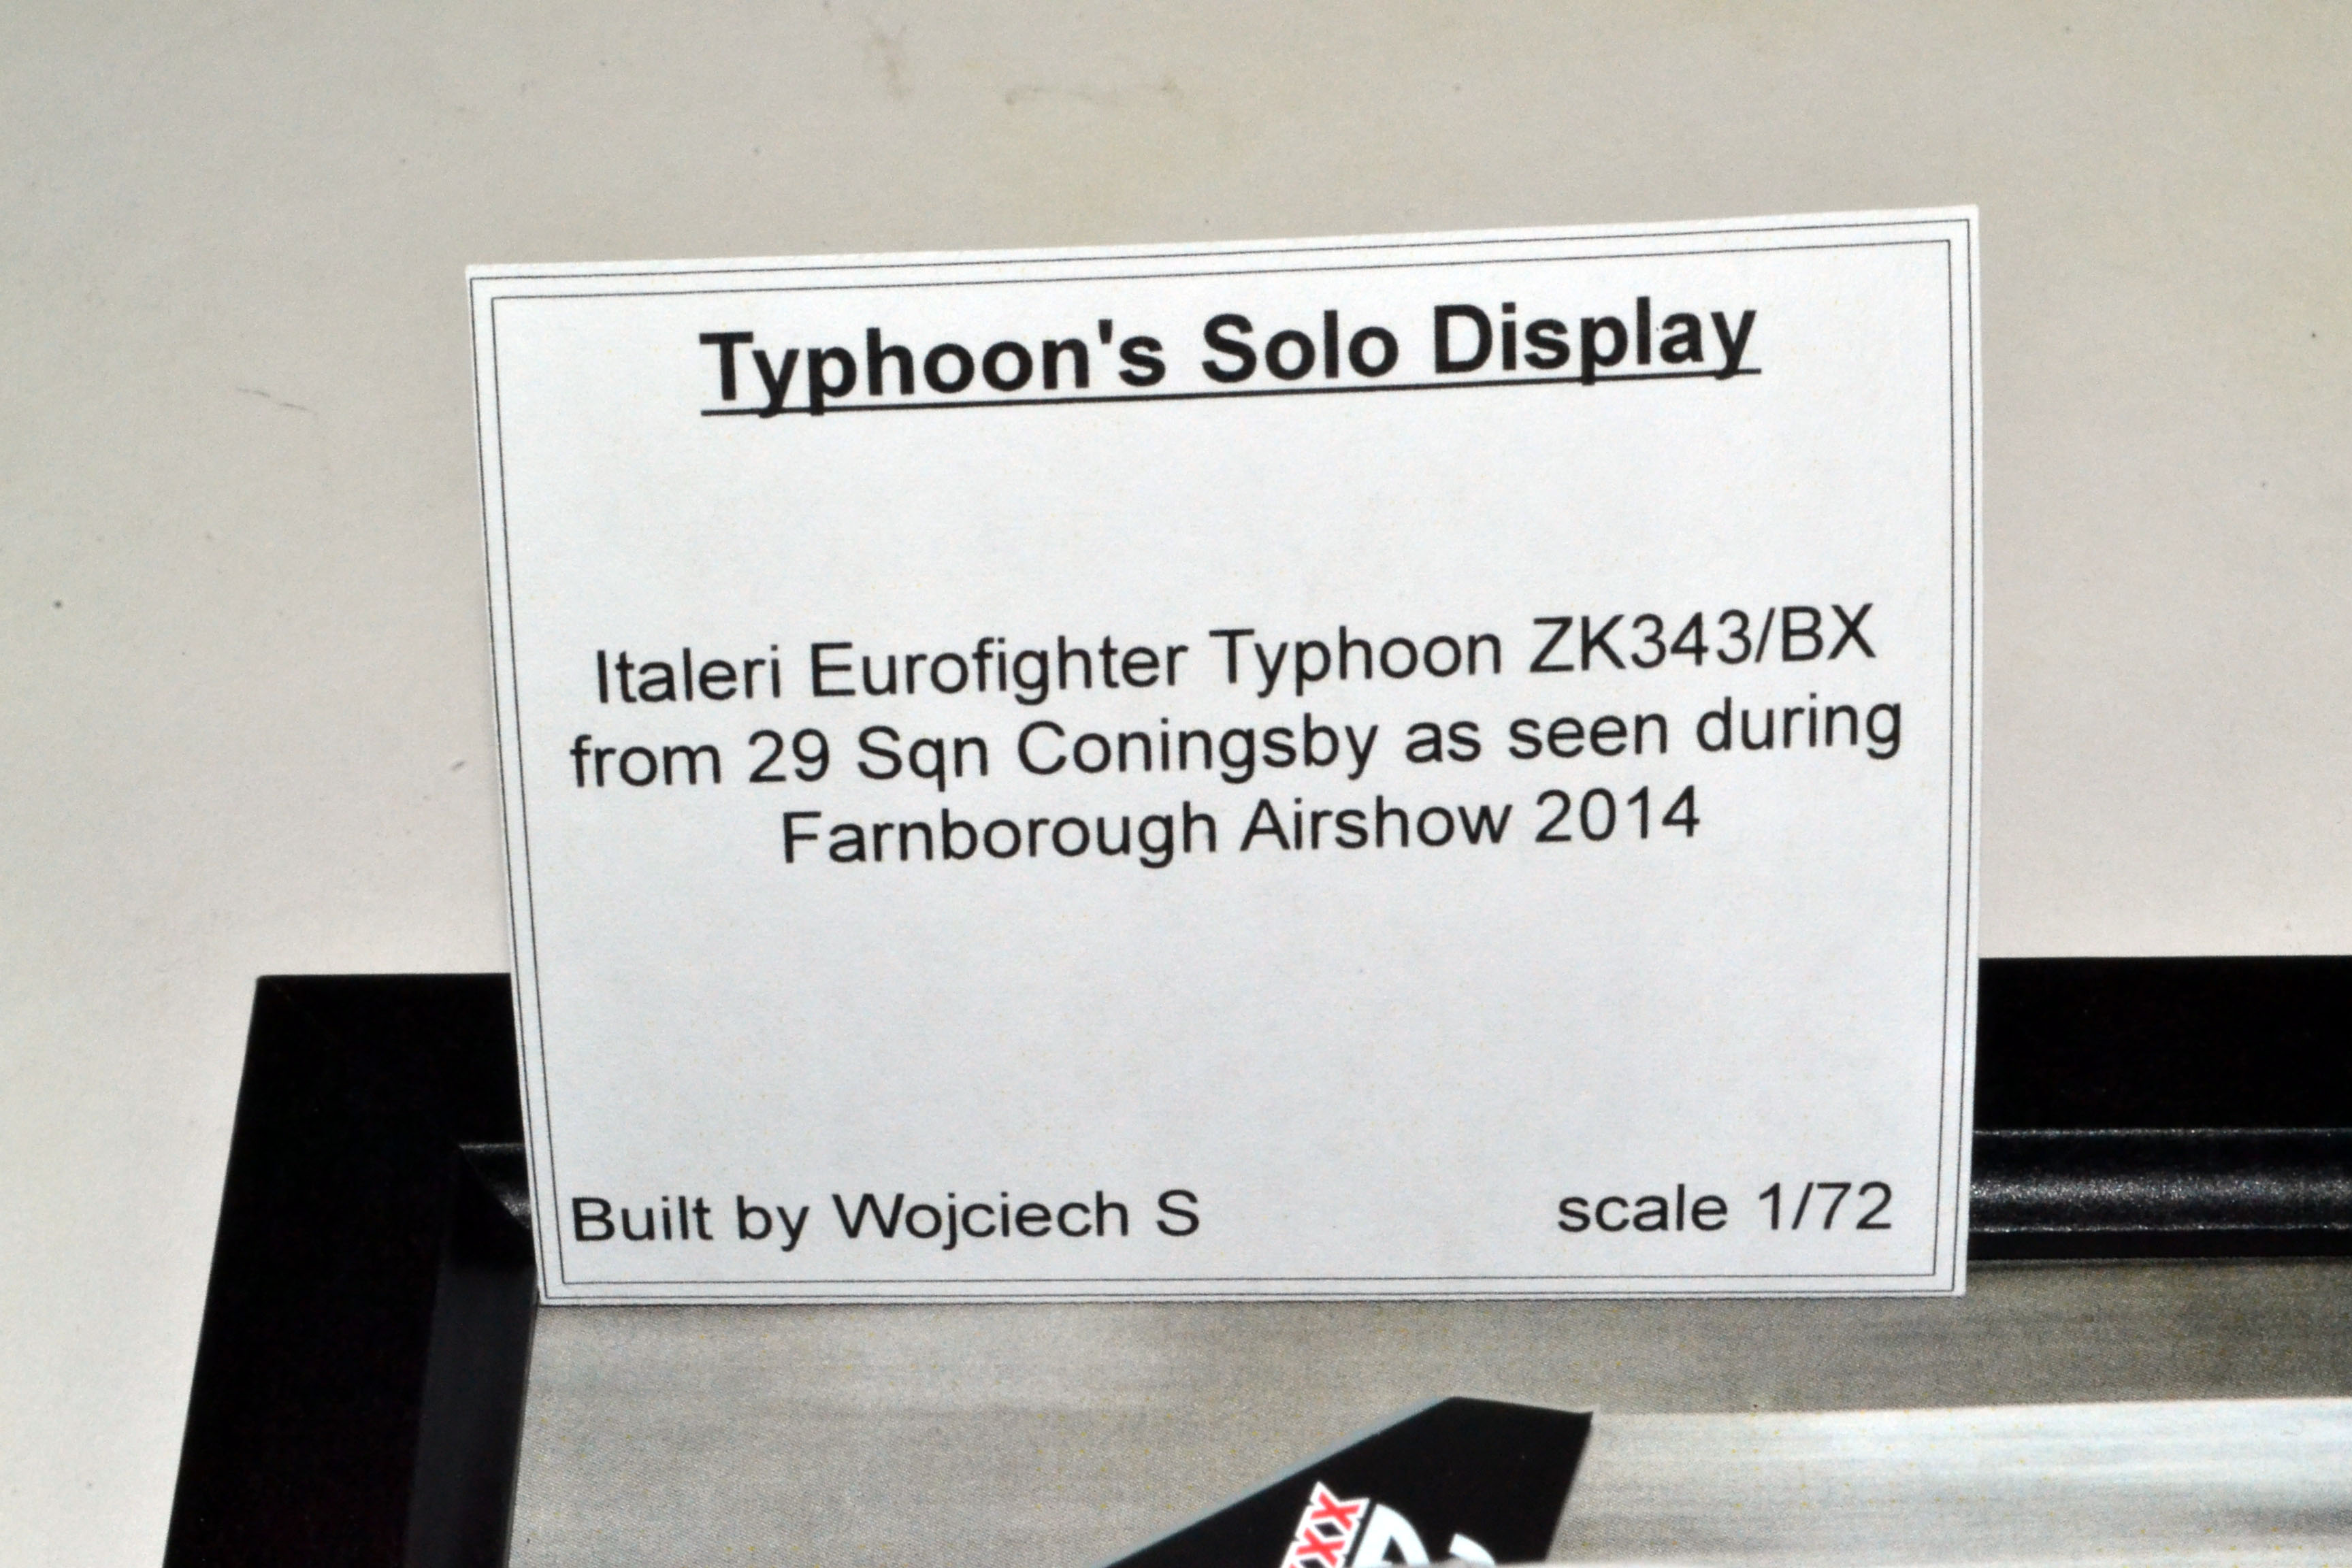 Typhoon's Solo Display
Italeri Eurofighter Typhoon ZK343/BX
from 29 Sqn Coningsby as seen during
Farnborough Airshow 2014
Built by Wojciech S
scale 1/72